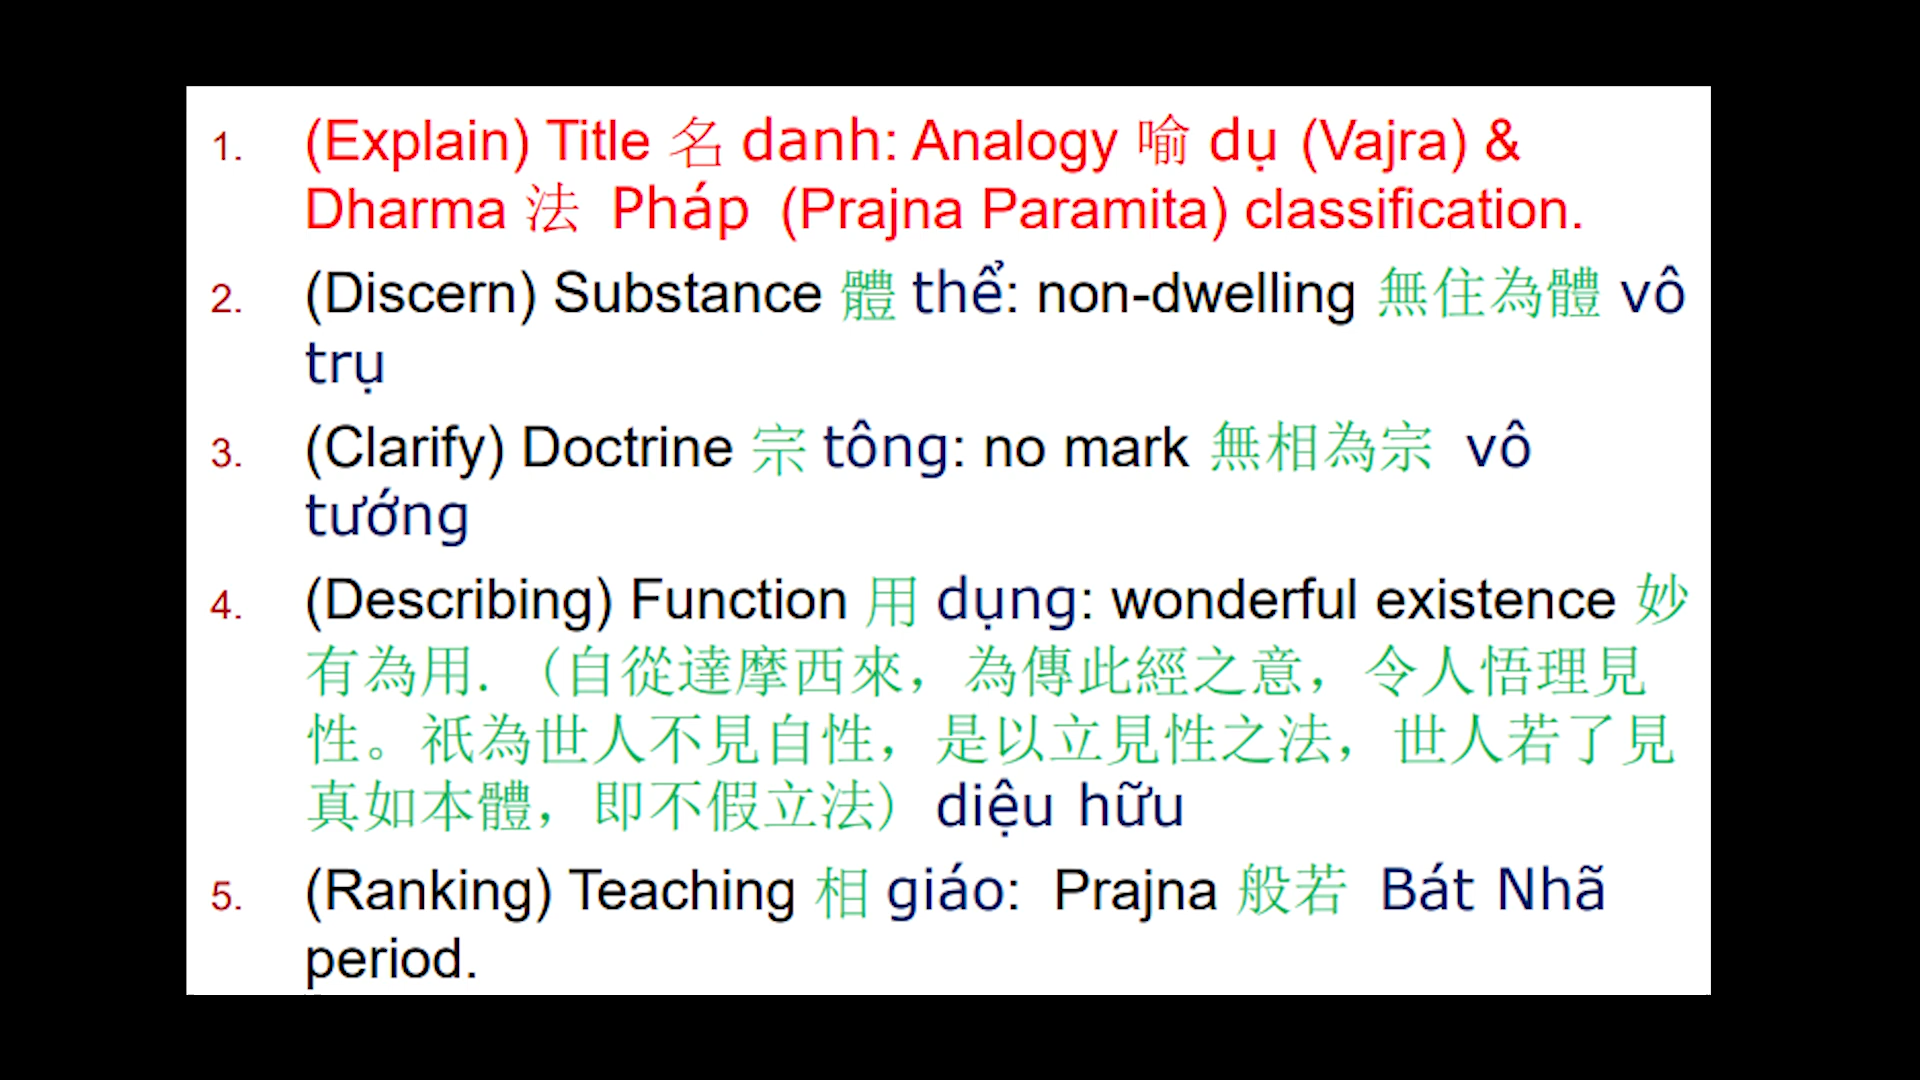 1. (Explain) Title 名 danh: Analogy 喻 dụ (Vajra) &
Dharma 法 Pháp (Prajna Paramita) classification.
2. (Discern) Substance 體 thể: non-dwelling 無住為體 vô
trụ
3. (Clarify) Doctrine 宗 tông: no mark 無相為宗 vô
tướng
4. (Describing) Function 用 dụng: wonderful existence 妙
有為用. (自從達摩西來，為傳此經之意，令人悟理見
性。祇為世人不見自性，是以立見性之法，世人若了見
真如本體，即不假立法) diệu hữu
5. (Ranking) Teaching 相 giáo: Prajna 般若 Bát Nhã
period.